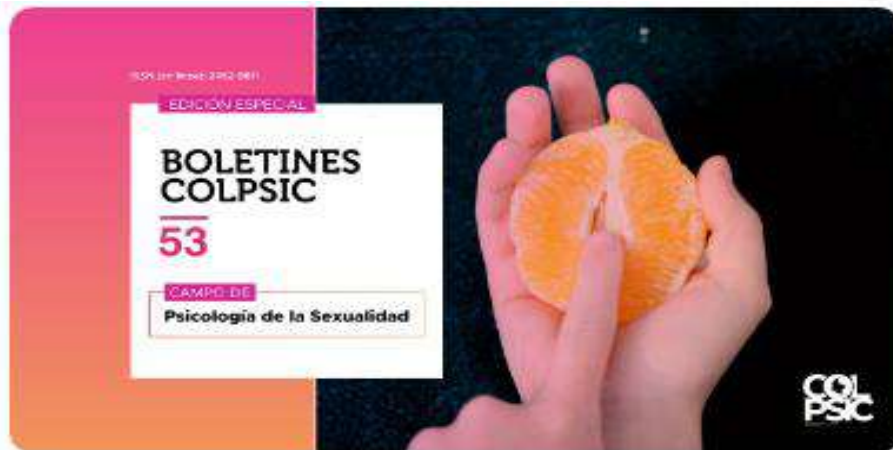 EDICIÓN ESPECIAL
BOLETINES
COLPSIC
53
CAMPO DE
Psicología de la Sexualidad
COL
PSIC